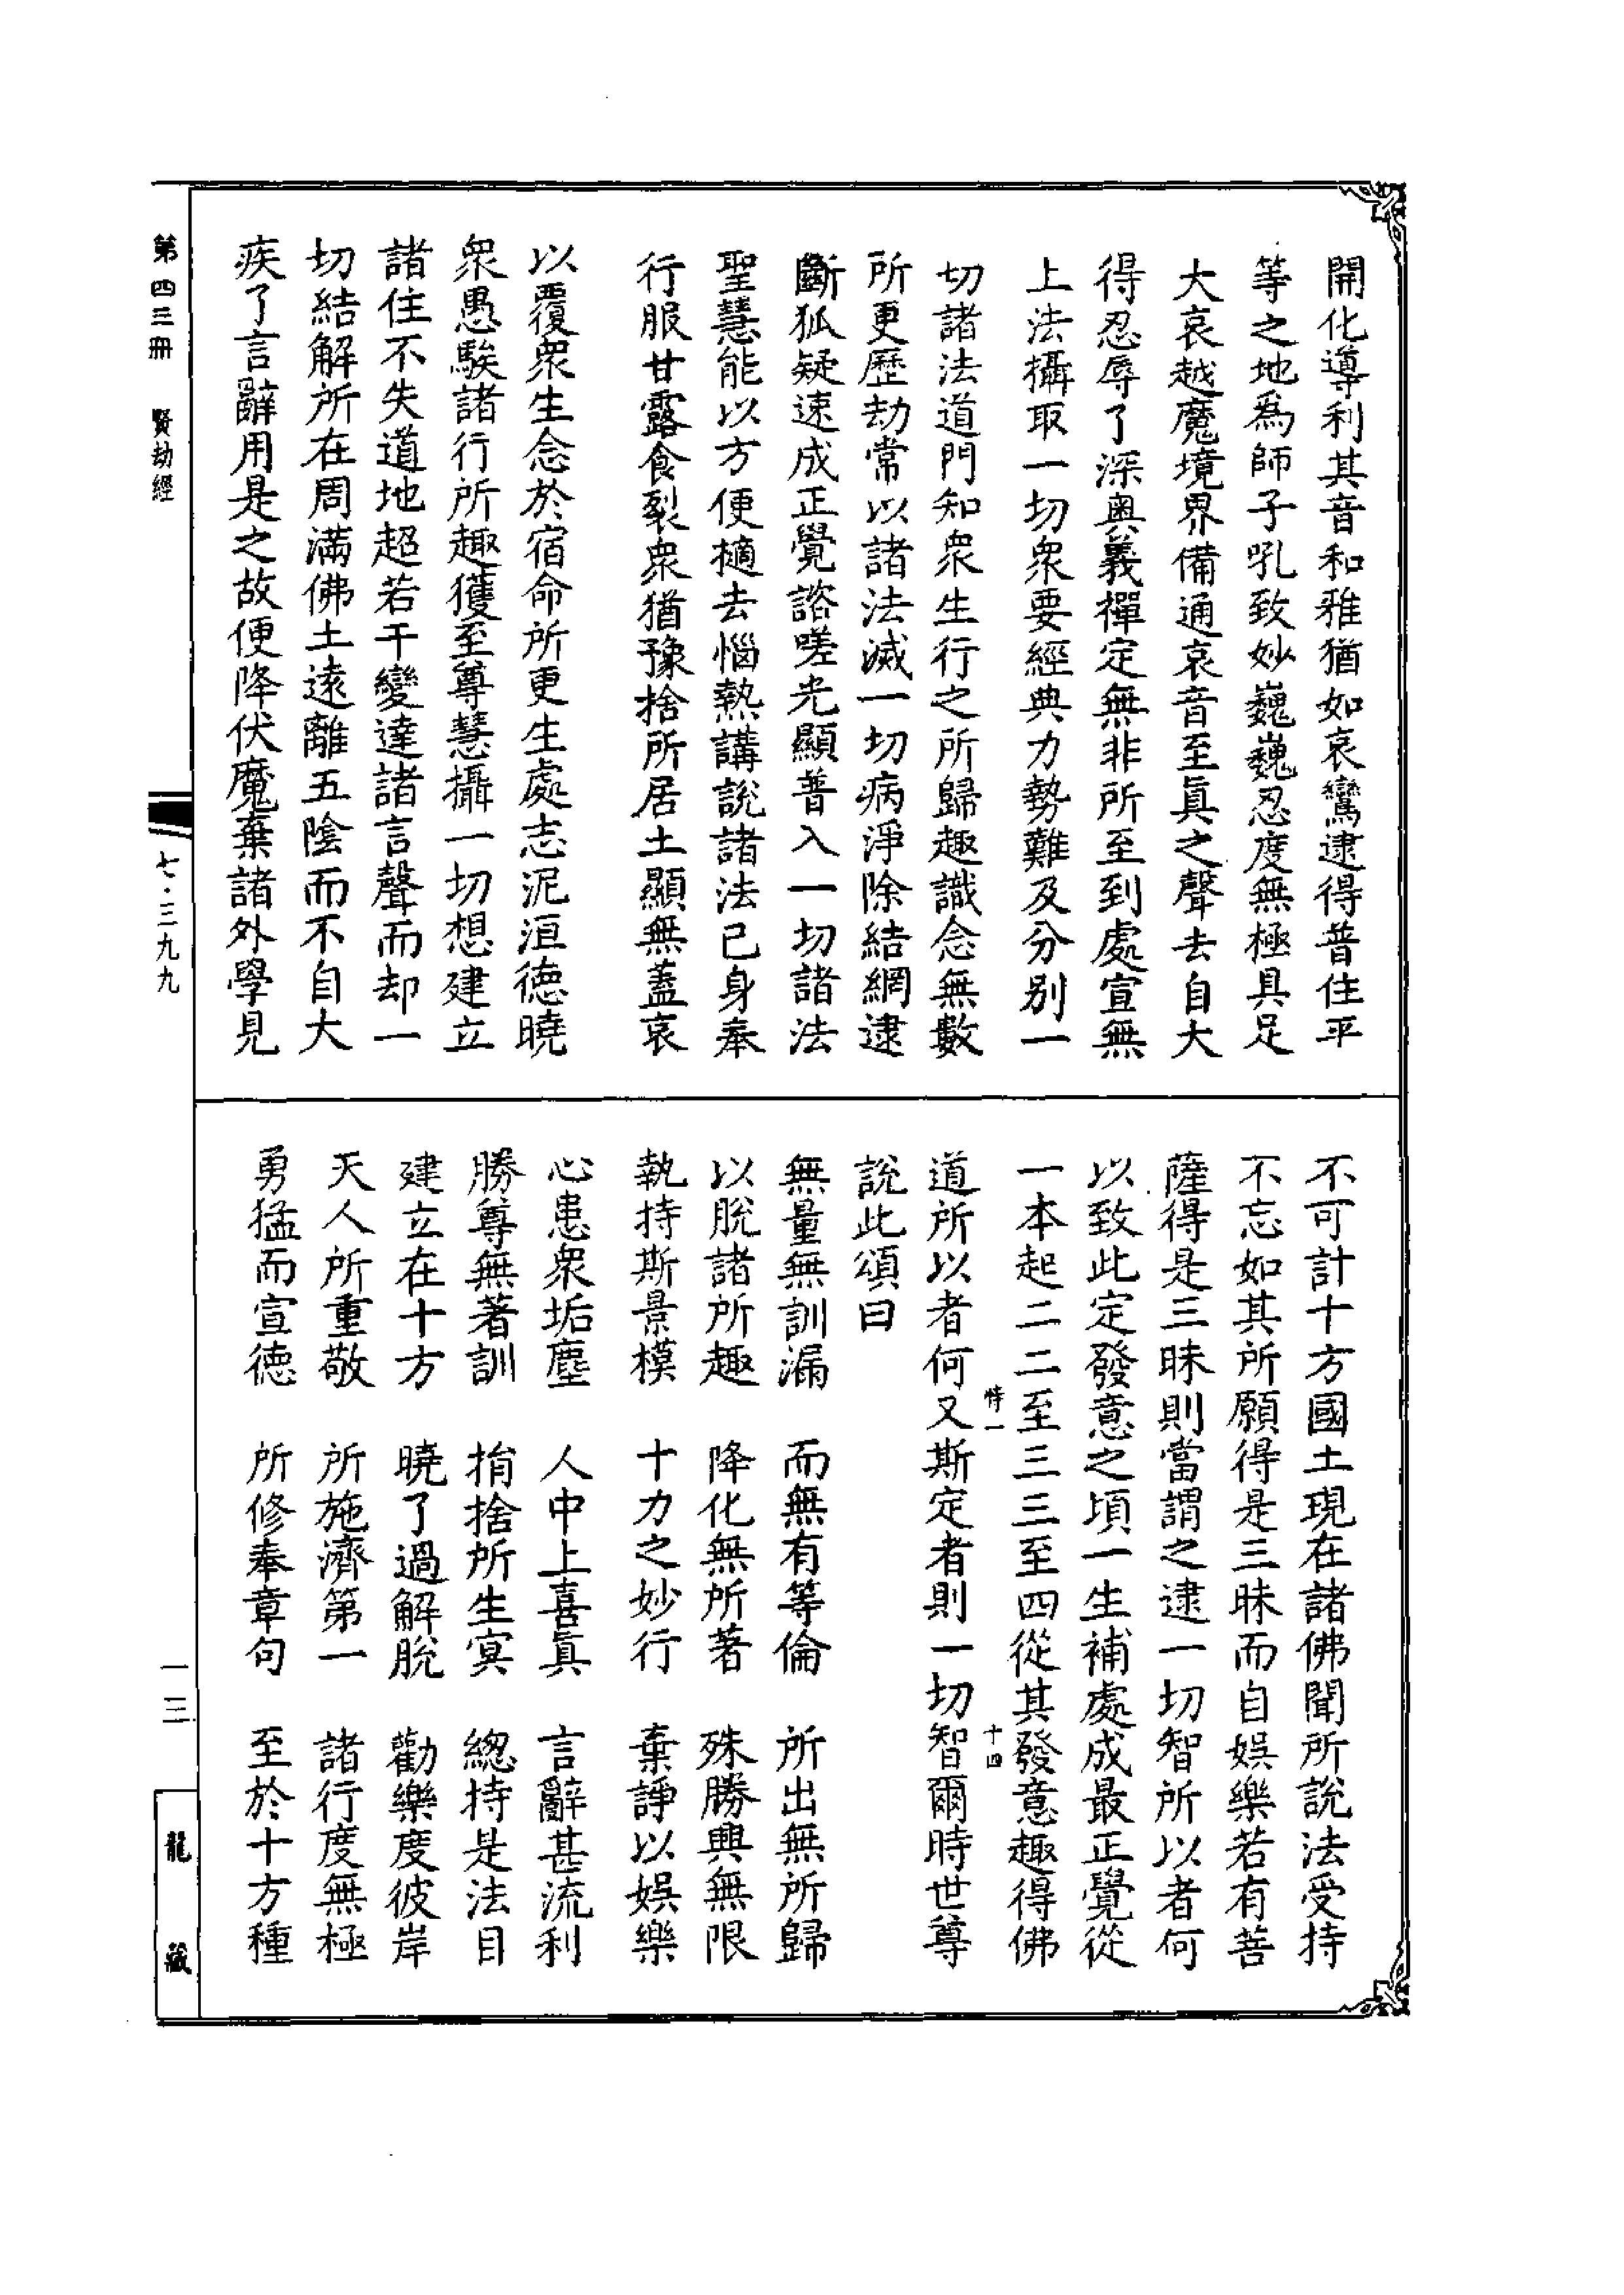 開化導利其音和雅猶如哀鸞逮得普住平
等之地為師子吼致妙巍巍忍度無極具足
大哀越魔境界備通哀音至真之聲去自大
得忍辱了深奧義禪定無非所至到處宣無
上法攝取一切衆要經典力勢難及分別一
切諸法道門知衆生行之所歸趣識念無數
所更歷劫常以諸法滅一切病淨除結網逮
斷狐疑速成正覺諮嗟光顯普入一切諸法
聖慧能以方便擿去惱熱講說諸法已身奉
行服甘露食裂衆猶豫捨所居土顯無蓋哀
以覆衆生念於宿命所更生處志泥洹德曉
衆愚騃諸行所趣獲至尊慧攝一切想建立
諸住不失道地超若干變達諸言聲而却一
切結解所在周滿佛土遠離五陰而不自大
疾了言辭用是之故便降伏魔棄諸外學見
不可計十方國土現在諸佛聞所說法受持
不忘如其所願得是三昧而自娛樂若有菩
薩得是三昧則當謂之逮一切智所以者何
以致此定發意之頃一生補處成最正覺從
一本起二二至三三至四從其發意趣得佛
道所以者何又斯定者則一切智爾時世尊
說此頌曰
無量無訓漏　而無有等倫　所出無所歸
以脫諸所趣　降化無所著　殊勝興無限
執持斯景模　十力之妙行　棄諍以娛樂
心患衆垢塵　人中上喜真　言辭甚流利
勝尊無著訓　捐捨所生冥　總持是法目
建立在十方　曉了過解脫　勸樂度彼岸
天人所重敬　所施濟第一　諸行度無極
勇猛而宣德　所修奉章句　至於十方種
十四
第四三冊　賢劫經
七·三九九
一三
龍藏